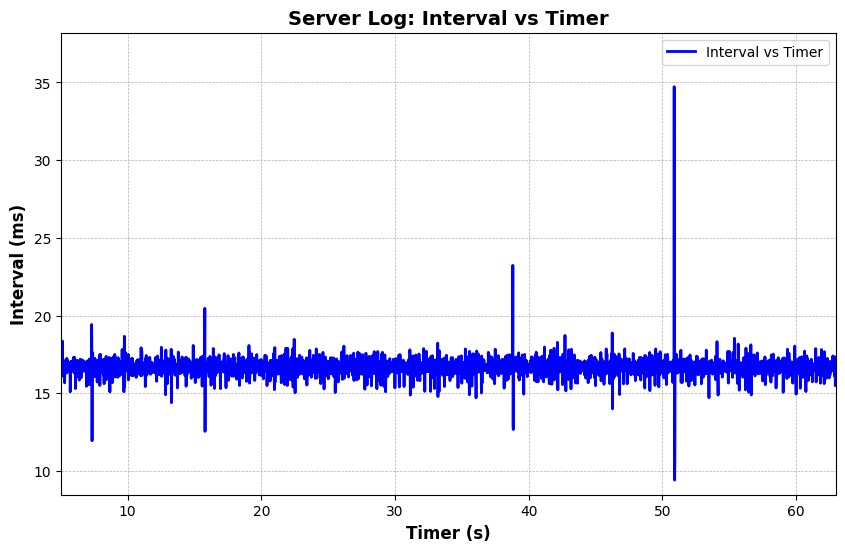 Server Log: Interval vs Timer
Interval vs Timer
Interval (ms)
35
30
25
20
15
10
10 20 30 40 50 60
Timer (s)